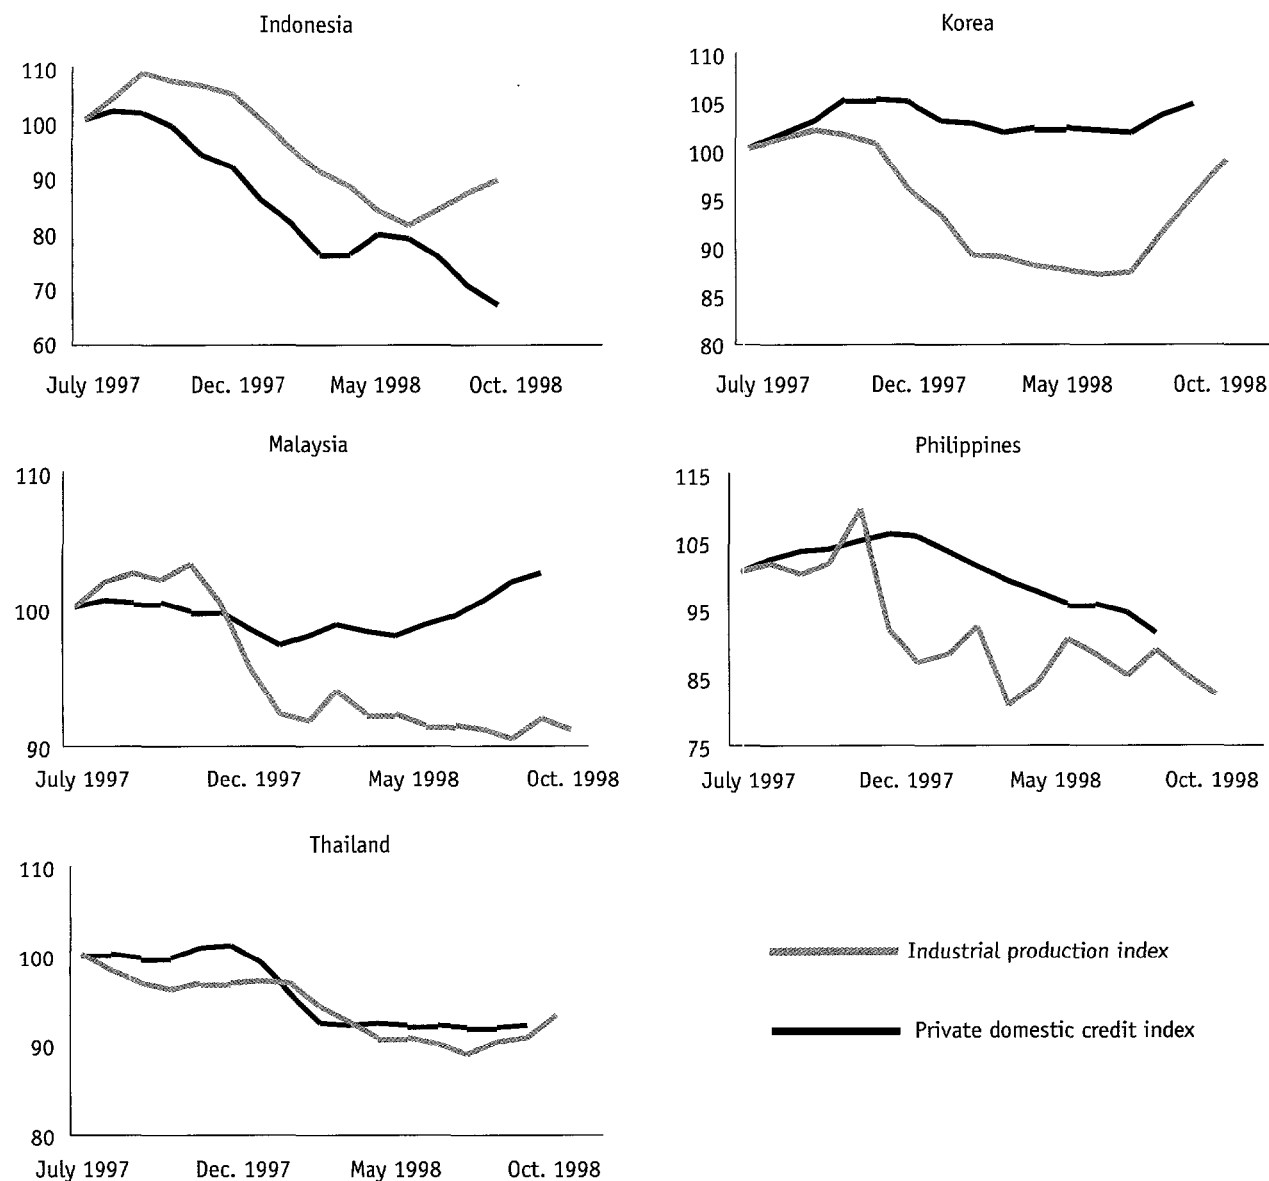 Indonesia
110
100
90
80
70
60
July 1997 Dec. 1997 May 1998 Oct. 1998
Korea
110
105
100
95
90
85
80
July 1997 Dec. 1997 May 1998 Oct. 1998
Malaysia
110
100
90
July 1997 Dec. 1997 May 1998 Oct. 1998
Philippines
115
105
95
85
75
July 1997 Dec. 1997 May 1998 Oct. 1998
Thailand
110
100
90
80
July 1997 Dec. 1997 May 1998 Oct. 1998
Industrial production index
Private domestic credit index